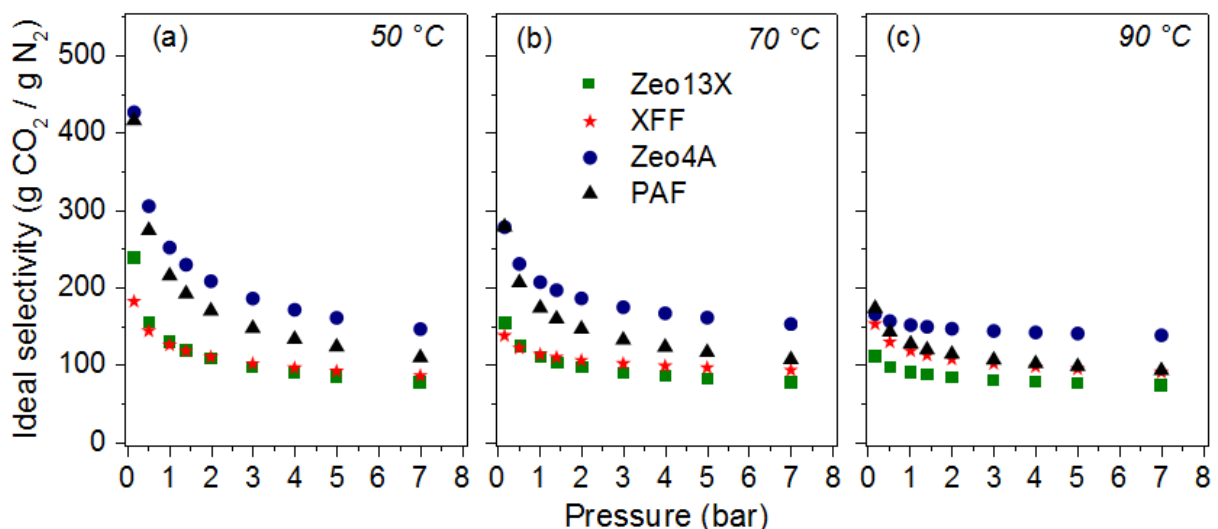 (a) 50 °C
(b) 70 °C
(c) 90 °C
Zeo13X
XFF
Zeo4A
PAF
Ideal selectivity (g CO₂ / g N₂)
500
400
300
200
100
0
0 1 2 3 4 5 6 7 8
0 1 2 3 4 5 6 7 8
0 1 2 3 4 5 6 7 8
Pressure (bar)